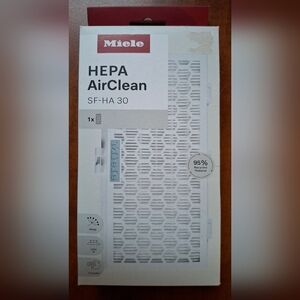 Miele
HEPA
AirClean
SF-HA 30
1x
95%